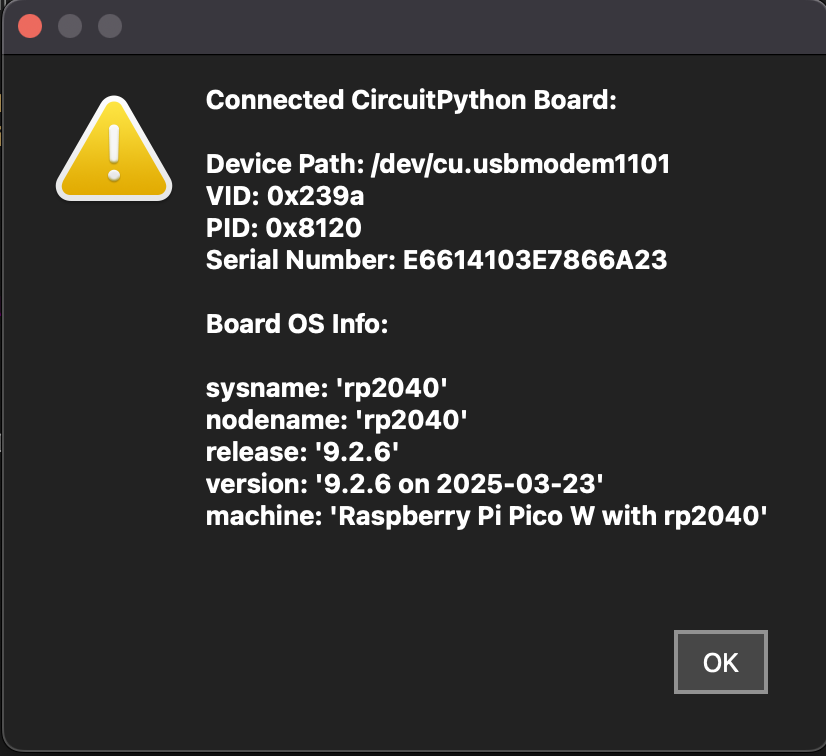 Connected CircuitPython Board:
Device Path: /dev/cu.usbmodem1101
VID: 0x239a
PID: 0x8120
Serial Number: E6614103E7866A23
Board OS Info:
sysname: 'rp2040'
nodename: 'rp2040'
release: '9.2.6'
version: '9.2.6 on 2025-03-23'
machine: 'Raspberry Pi Pico W with rp2040'
OK